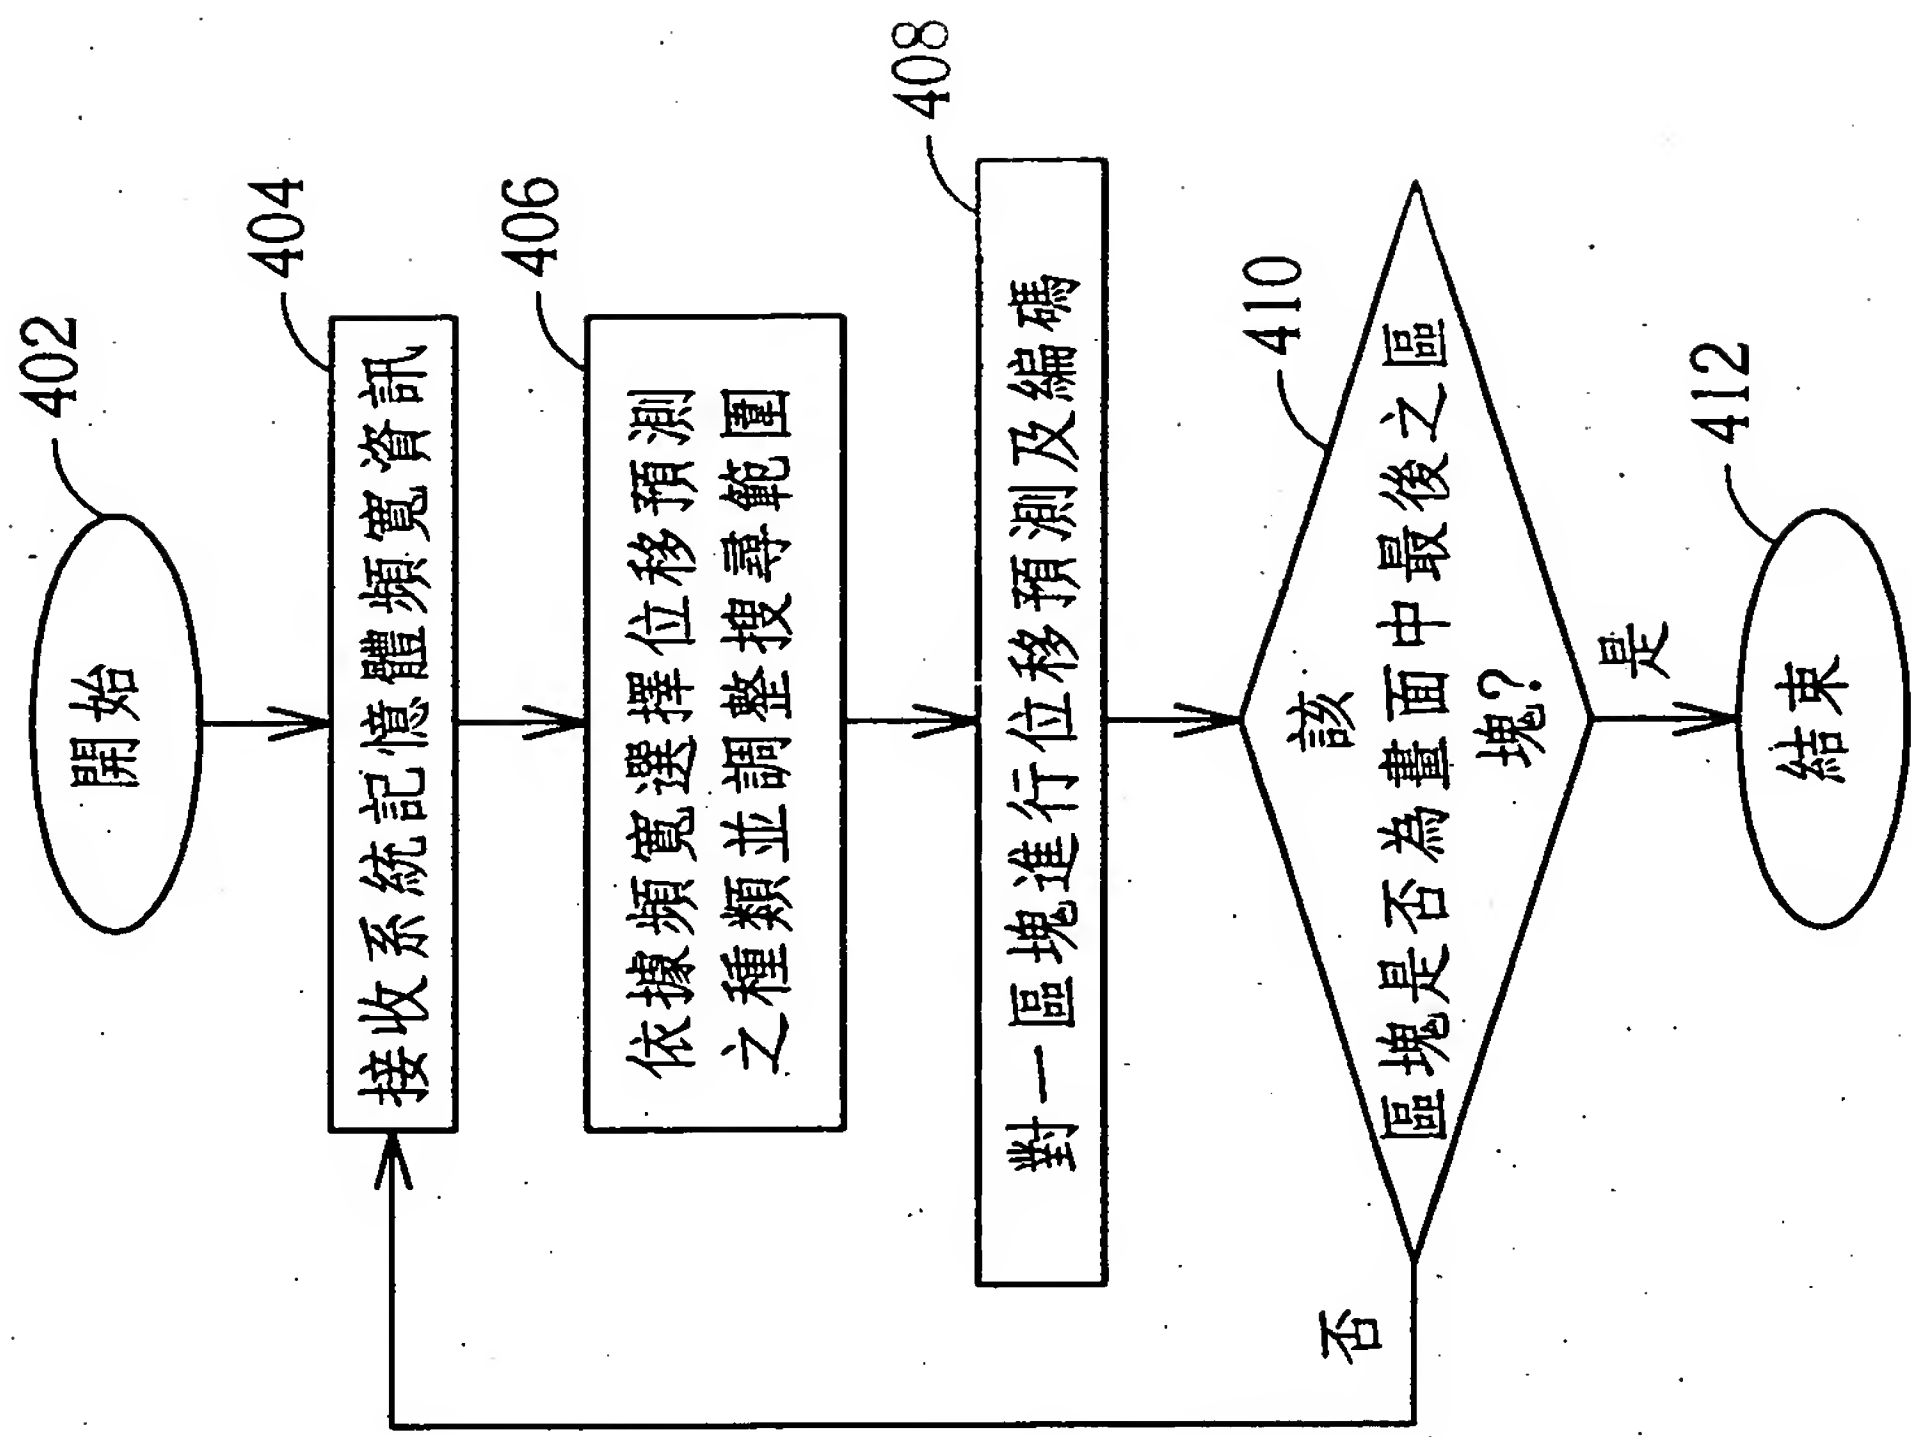 402
開始
404
接收系統記憶體頻寬資訊
406
依據頻寬選擇位移預測
之種類並調整搜尋範圍
408
對一區塊進行位移預測及編碼
410
該
區塊是否為畫面中最後之區
塊?
否
是
412
結束